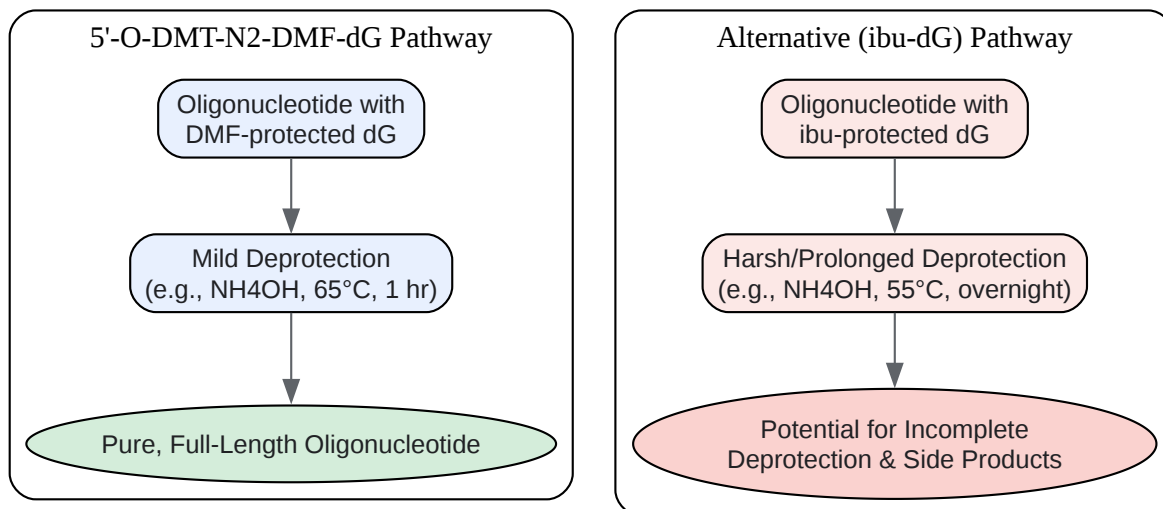 5'-O-DMT-N2-DMF-dG Pathway
Oligonucleotide with
DMF-protected dG
Mild Deprotection
(e.g., NH4OH, 65°C, 1 hr)
Pure, Full-Length Oligonucleotide
Alternative (ibu-dG) Pathway
Oligonucleotide with
ibu-protected dG
Harsh/Prolonged Deprotection
(e.g., NH4OH, 55°C, overnight)
Potential for Incomplete
Deprotection & Side Products